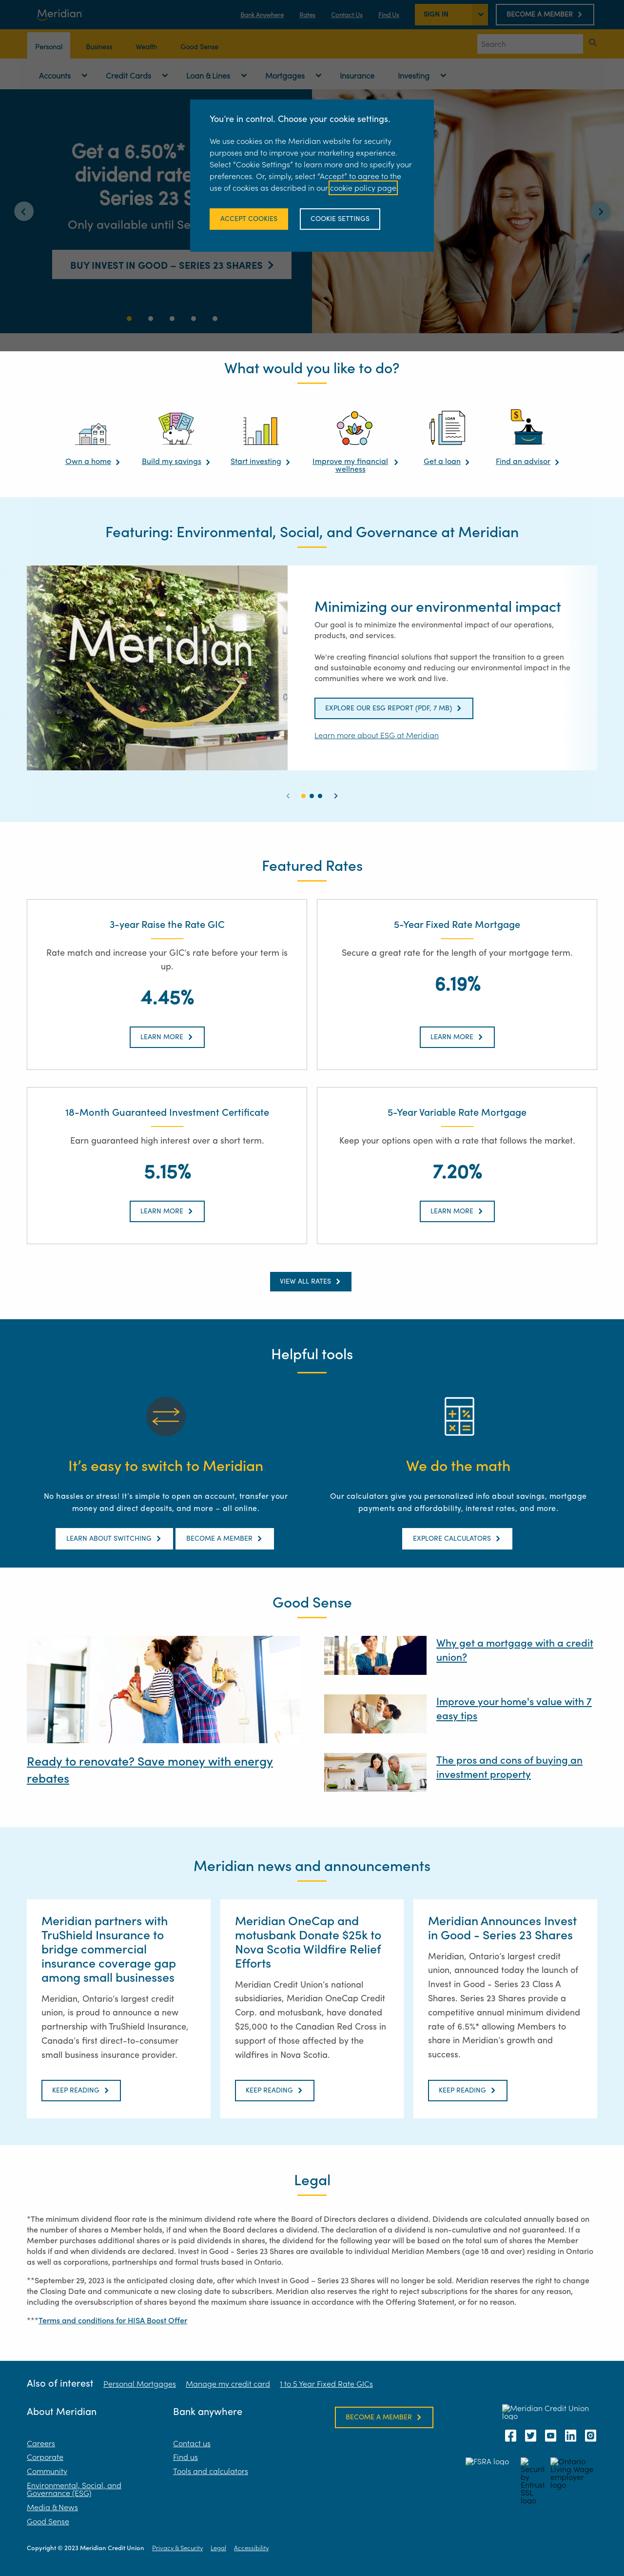 Meridian
Bank Anywhere
Rates
Contact Us
Find Us
SIGN IN
BECOME A MEMBER
Personal
Business
Wealth
Good Sense
Search
Accounts
Credit Cards
Loan & Lines
Mortgages
Insurance
Investing
Get a 6.50%*
Series 23 S
Only available until Se
BUY INVEST IN GOOD – SERIES 23 SHARES
You're in control. Choose your cookie settings.
We use cookies on the Meridian website for security
purposes and to improve your marketing experience.
Select "Cookie Settings" to learn more and to specify your
preferences. Or, simply, select "Accept" to agree to the
use of cookies as described in our cookie policy page.
ACCEPT COOKIES
COOKIE SETTINGS
What would you like to do?
LOAN
$
Own a home
Build my savings
Start investing
Improve my financial
wellness
Get a loan
Find an advisor
Featuring: Environmental, Social, and Governance at Meridian
Meridian
Minimizing our environmental impact
Our goal is to minimize the environmental impact of our operations,
products, and services.
We're creating financial solutions that support the transition to a green
and sustainable economy and reducing our environmental impact in the
communities where we work and live.
EXPLORE OUR ESG REPORT (PDF, 7 MB)
Learn more about ESG at Meridian
Featured Rates
3-year Raise the Rate GIC
Rate match and increase your GIC's rate before your term is
up.
4.45%
LEARN MORE
5-Year Fixed Rate Mortgage
Secure a great rate for the length of your mortgage term.
6.19%
LEARN MORE
18-Month Guaranteed Investment Certificate
Earn guaranteed high interest over a short term.
5.15%
LEARN MORE
5-Year Variable Rate Mortgage
Keep your options open with a rate that follows the market.
7.20%
LEARN MORE
VIEW ALL RATES
Helpful tools
It's easy to switch to Meridian
No hassles or stress! It's simple to open an account, transfer your
money and direct deposits, and more – all online.
LEARN ABOUT SWITCHING
BECOME A MEMBER
We do the math
Our calculators give you personalized info about savings, mortgage
payments and affordability, interest rates, and more.
EXPLORE CALCULATORS
Good Sense
Ready to renovate? Save money with energy
rebates
Why get a mortgage with a credit
union?
Improve your home's value with 7
easy tips
The pros and cons of buying an
investment property
Meridian news and announcements
Meridian partners with
TruShield Insurance to
bridge commercial
insurance coverage gap
among small businesses
Meridian, Ontario's largest credit
union, is proud to announce a new
partnership with TruShield Insurance,
Canada's first direct-to-consumer
small business insurance provider.
KEEP READING
Meridian OneCap and
motusbank Donate $25k to
Nova Scotia Wildfire Relief
Efforts
Meridian Credit Union's national
subsidiaries, Meridian OneCap Credit
Corp. and motusbank, have donated
$25,000 to the Canadian Red Cross in
support of those affected by the
wildfires in Nova Scotia.
KEEP READING
Meridian Announces Invest
in Good - Series 23 Shares
Meridian, Ontario's largest credit
union, announced today the launch of
Invest in Good - Series 23 Class A
Shares. Series 23 Shares provide a
competitive annual minimum dividend
rate of 6.5%* allowing Members to
share in Meridian's growth and
success.
KEEP READING
Legal
*The minimum dividend floor rate is the minimum dividend rate where the Board of Directors declares a dividend. Dividends are calculated annually based on
the number of shares a Member holds, if and when the Board declares a dividend. The declaration of a dividend is non-cumulative and not guaranteed. If a
Member purchases additional shares or is paid dividends in shares, the dividend for the following year will be based on the total sum of shares the Member
holds if and when dividends are declared. Invest in Good - Series 23 Shares are available to individual Meridian Members (age 18 and over) residing in Ontario
as well as corporations, partnerships and formal trusts based in Ontario.
**September 29, 2023 is the anticipated closing date, after which Invest in Good – Series 23 Shares will no longer be sold. Meridian reserves the right to change
the Closing Date and communicate a new closing date to subscribers. Meridian also reserves the right to reject subscriptions for the shares for any reason,
including the oversubscription of shares beyond the maximum share issuance in accordance with the Offering Statement, or for no reason.
***Terms and conditions for HISA Boost Offer
Also of interest
Personal Mortgages
Manage my credit card
1 to 5 Year Fixed Rate GICs
About Meridian
Careers
Corporate
Community
Environmental, Social, and
Governance (ESG)
Media & News
Good Sense
Bank anywhere
Contact us
Find us
Tools and calculators
BECOME A MEMBER
Meridian Credit Union
logo
FSRA logo
Securi
by
Entrust
SSL
logo
Ontario
Living Wage
employer
logo
Copyright © 2023 Meridian Credit Union
Privacy & Security
Legal
Accessibility